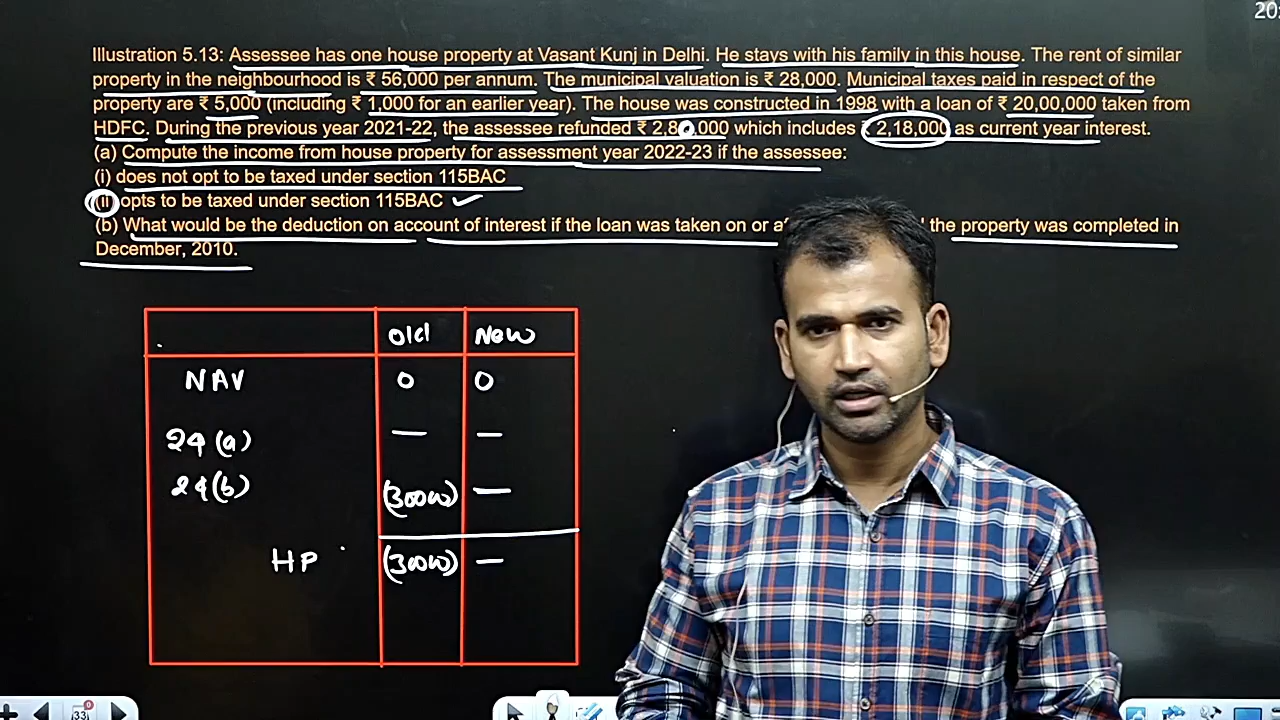 20:
Illustration 5.13: Assessee has one house property at Vasant Kunj in Delhi. He stays with his family in this house. The rent of similar
property in the neighbourhood is ₹ 56,000 per annum. The municipal valuation is ₹ 28,000. Municipal taxes paid in respect of the
property are ₹ 5,000 (including ₹ 1,000 for an earlier year). The house was constructed in 1998 with a loan of ₹ 20,00,000 taken from
HDFC. During the previous year 2021-22, the assessee refunded ₹ 2,80,000 which includes ₹ 2,18,000 as current year interest.
(a) Compute the income from house property for assessment year 2022-23 if the assessee:
(i) does not opt to be taxed under section 115BAC
(ii) opts to be taxed under section 115BAC
(b) What would be the deduction on account of interest if the loan was taken on or the property was completed in
December, 2010.
Old New
NAV 0 0
24 (a) — —
24 (b) (30000) —
HP (30000) —
33
0